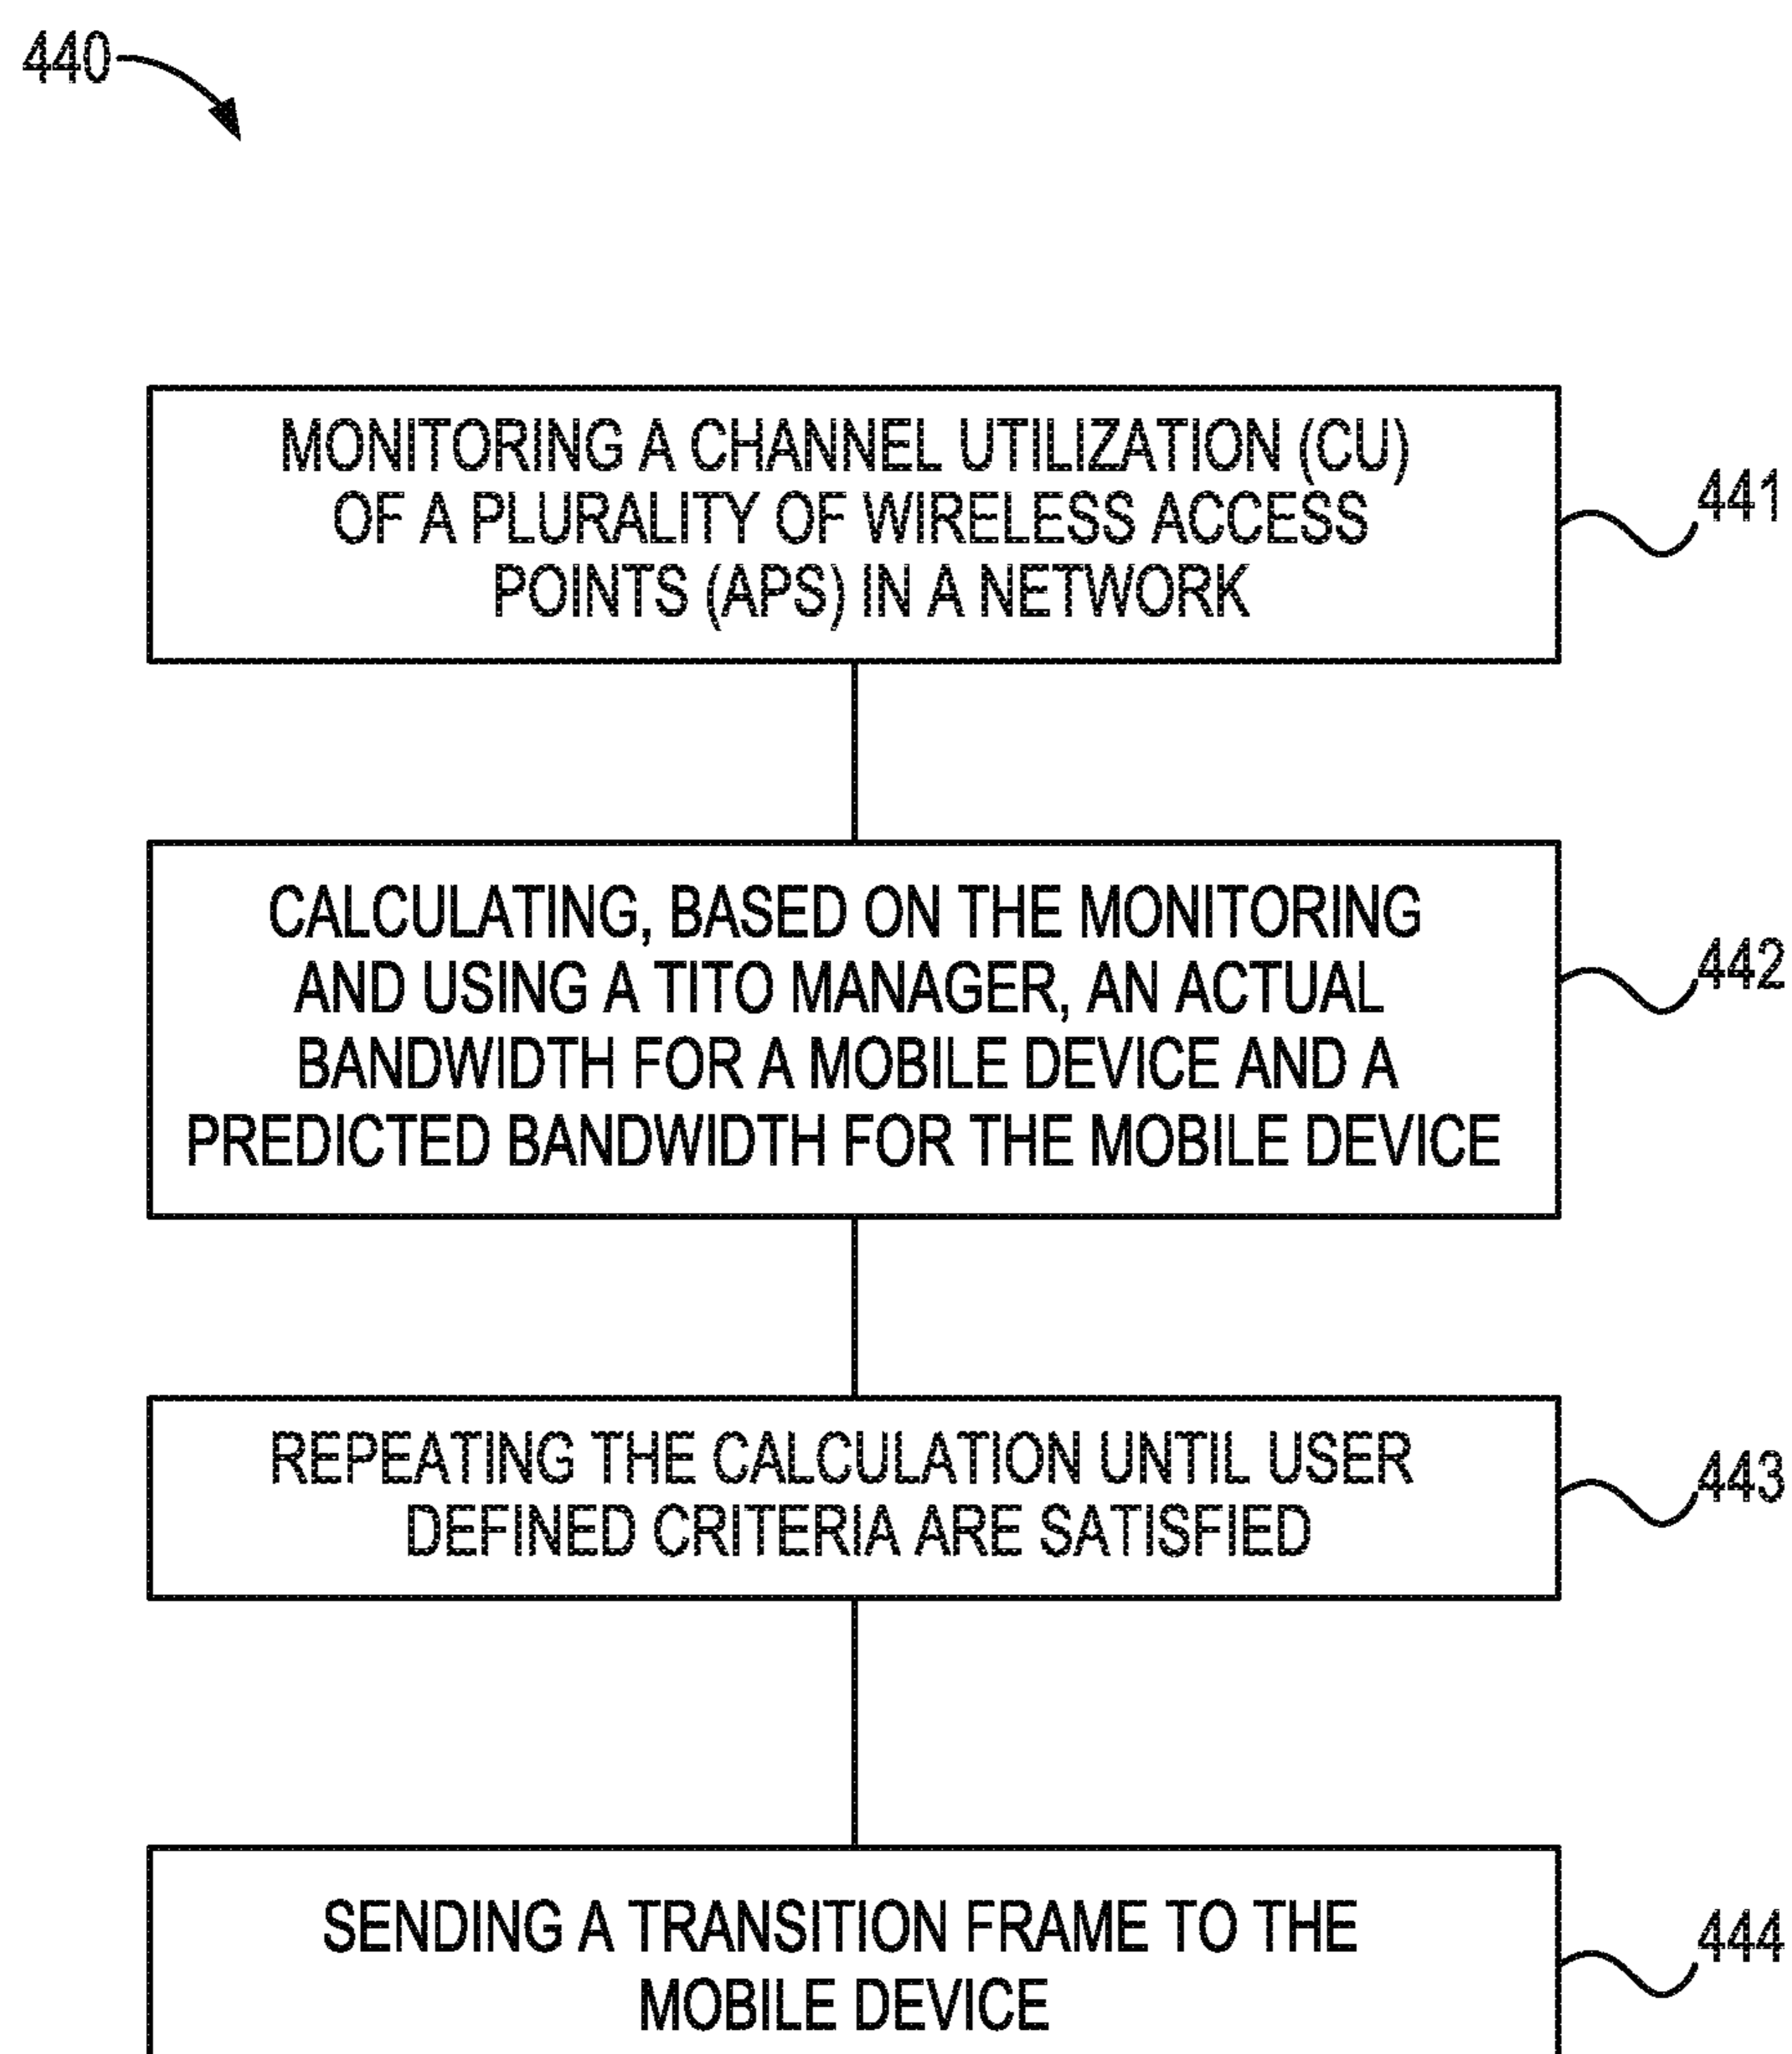 440
MONITORING A CHANNEL UTILIZATION (CU)
OF A PLURALITY OF WIRELESS ACCESS
POINTS (APS) IN A NETWORK
441
CALCULATING, BASED ON THE MONITORING
AND USING A TITO MANAGER, AN ACTUAL
BANDWIDTH FOR A MOBILE DEVICE AND A
PREDICTED BANDWIDTH FOR THE MOBILE DEVICE
442
REPEATING THE CALCULATION UNTIL USER
DEFINED CRITERIA ARE SATISFIED
443
SENDING A TRANSITION FRAME TO THE
MOBILE DEVICE
444